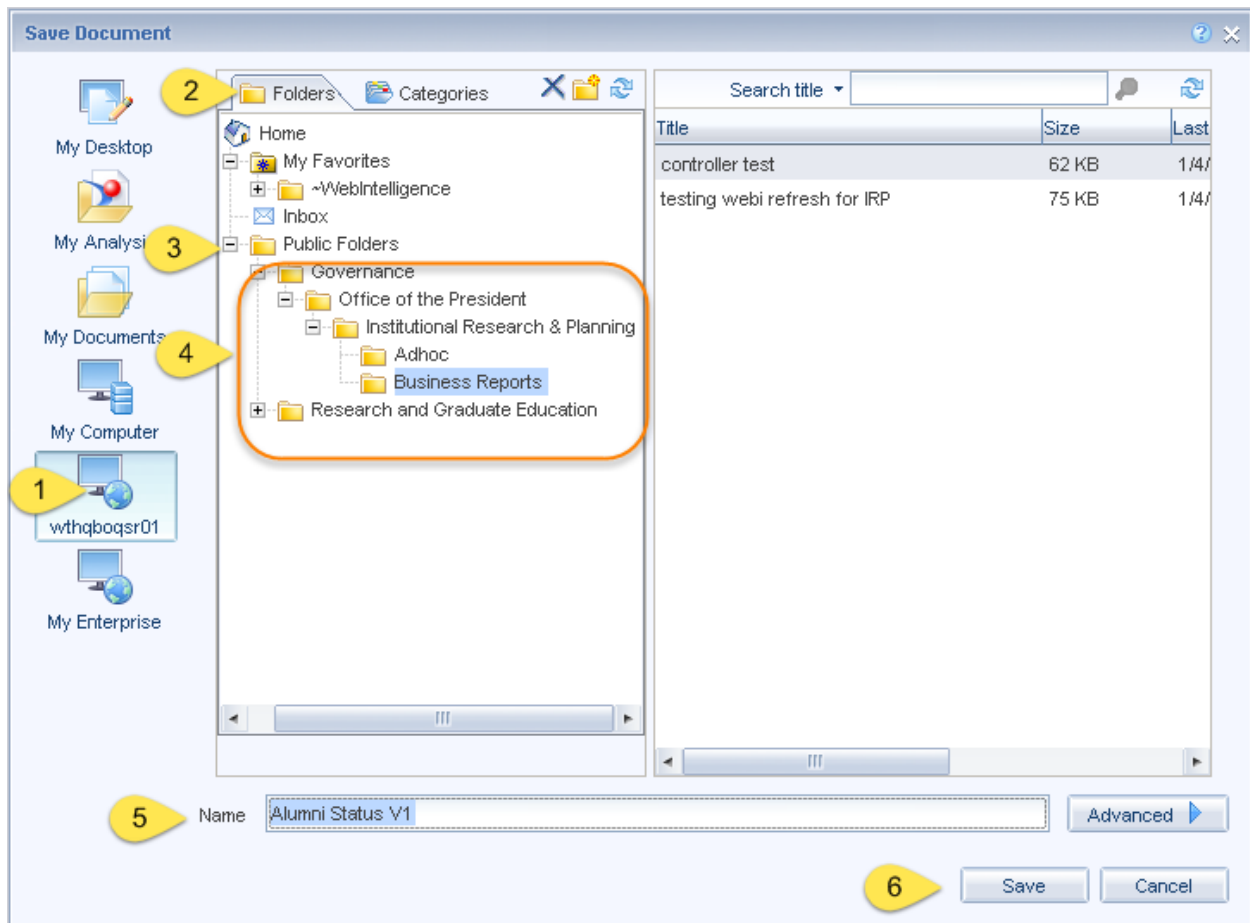 Save Document
2
Folders
Categories
Search title
My Desktop
Home
My Favorites
~WebIntelligence
Inbox
Title
Size
Last
controller test
62 KB
1/4/
testing webi refresh for IRP
75 KB
1/4/
My Analysi
3
Public Folders
Governance
Office of the President
Institutional Research & Planning
My Documents
4
Adhoc
Business Reports
Research and Graduate Education
My Computer
1
wthqboqsr01
My Enterprise
5
Name
Alumni Status V1
Advanced
6
Save
Cancel